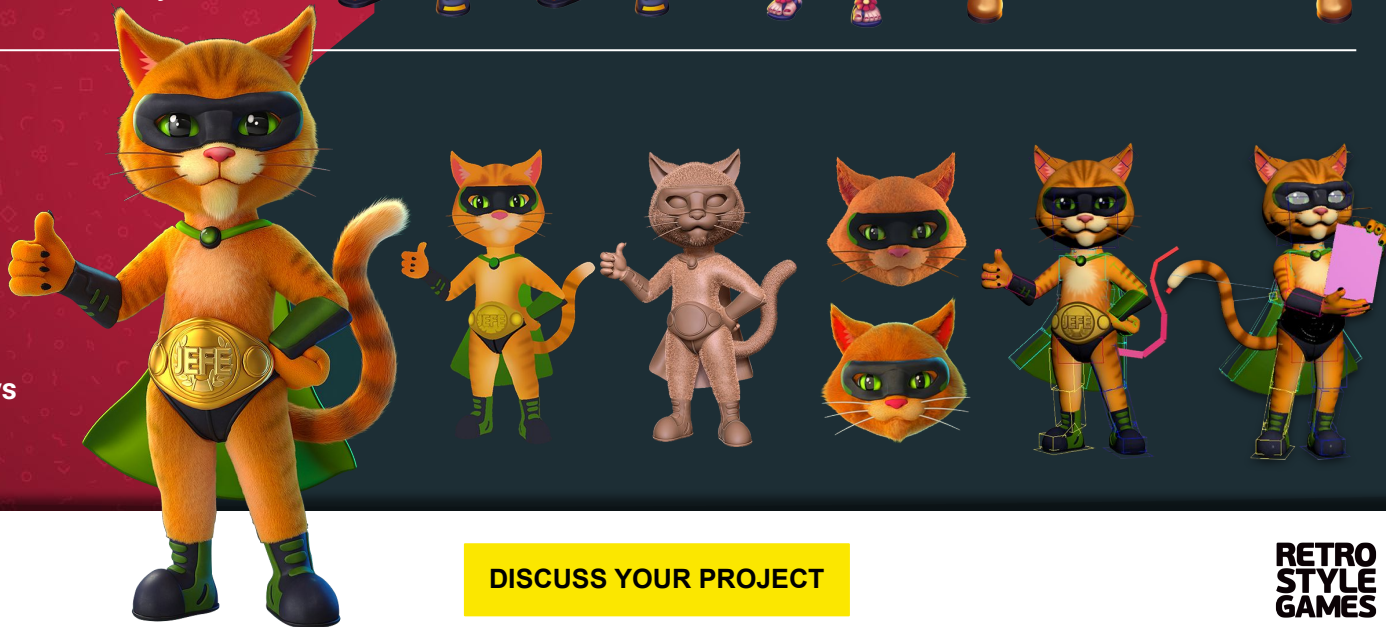 JEFE
JEFE
JEFE
DISCUSS YOUR PROJECT
RETRO
STYLE
GAMES